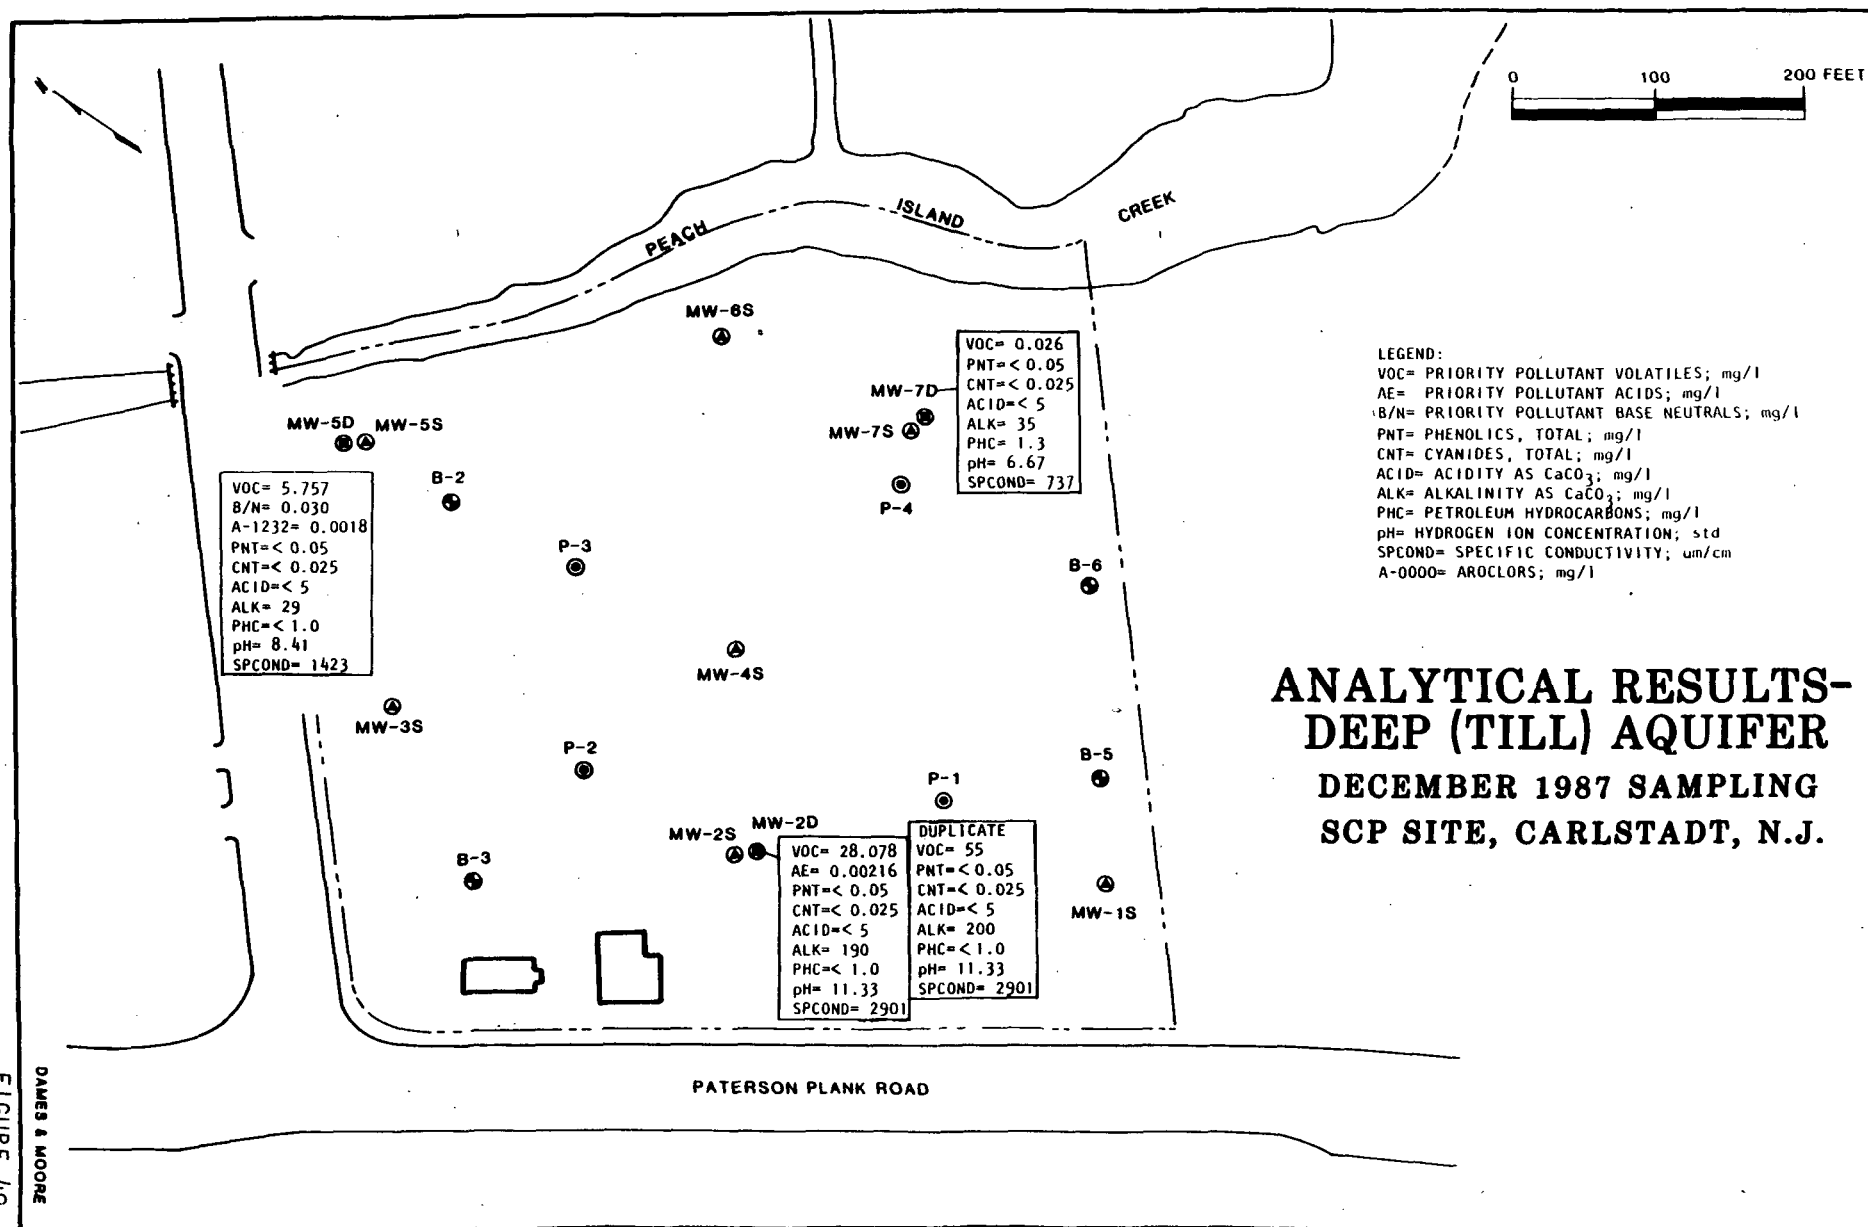 0 100 200 FEET
PEACH ISLAND CREEK
MW-6S
MW-7D
MW-7S
P-4
VOC= 0.026
PNT=< 0.05
CNT=< 0.025
ACID=< 5
ALK= 35
PHC= 1.3
pH= 6.67
SPCOND= 737
MW-5D
MW-5S
B-2
VOC= 5.757
B/N= 0.030
A-1232= 0.0018
PNT=< 0.05
CNT=< 0.025
ACID=< 5
ALK= 29
PHC=< 1.0
pH= 8.41
SPCOND= 1423
P-3
B-6
MW-4S
MW-3S
P-2
B-5
P-1
MW-2S
MW-2D
B-3
MW-1S
VOC= 28.078
AE= 0.00216
PNT=< 0.05
CNT=< 0.025
ACID=< 5
ALK= 190
PHC=< 1.0
pH= 11.33
SPCOND= 2901
DUPLICATE
VOC= 55
PNT=< 0.05
CNT=< 0.025
ACID=< 5
ALK= 200
PHC=< 1.0
pH= 11.33
SPCOND= 2901
PATERSON PLANK ROAD
LEGEND:
VOC= PRIORITY POLLUTANT VOLATILES; mg/l
AE= PRIORITY POLLUTANT ACIDS; mg/l
B/N= PRIORITY POLLUTANT BASE NEUTRALS; mg/l
PNT= PHENOLICS, TOTAL; mg/l
CNT= CYANIDES, TOTAL; mg/l
ACID= ACIDITY AS CaCO₃; mg/l
ALK= ALKALINITY AS CaCO₃; mg/l
PHC= PETROLEUM HYDROCARBONS; mg/l
pH= HYDROGEN ION CONCENTRATION; std
SPCOND= SPECIFIC CONDUCTIVITY; um/cm
A-0000= AROCLORS; mg/l
ANALYTICAL RESULTS-
DEEP (TILL) AQUIFER
DECEMBER 1987 SAMPLING
SCP SITE, CARLSTADT, N.J.
DAMES & MOORE
FIGURE